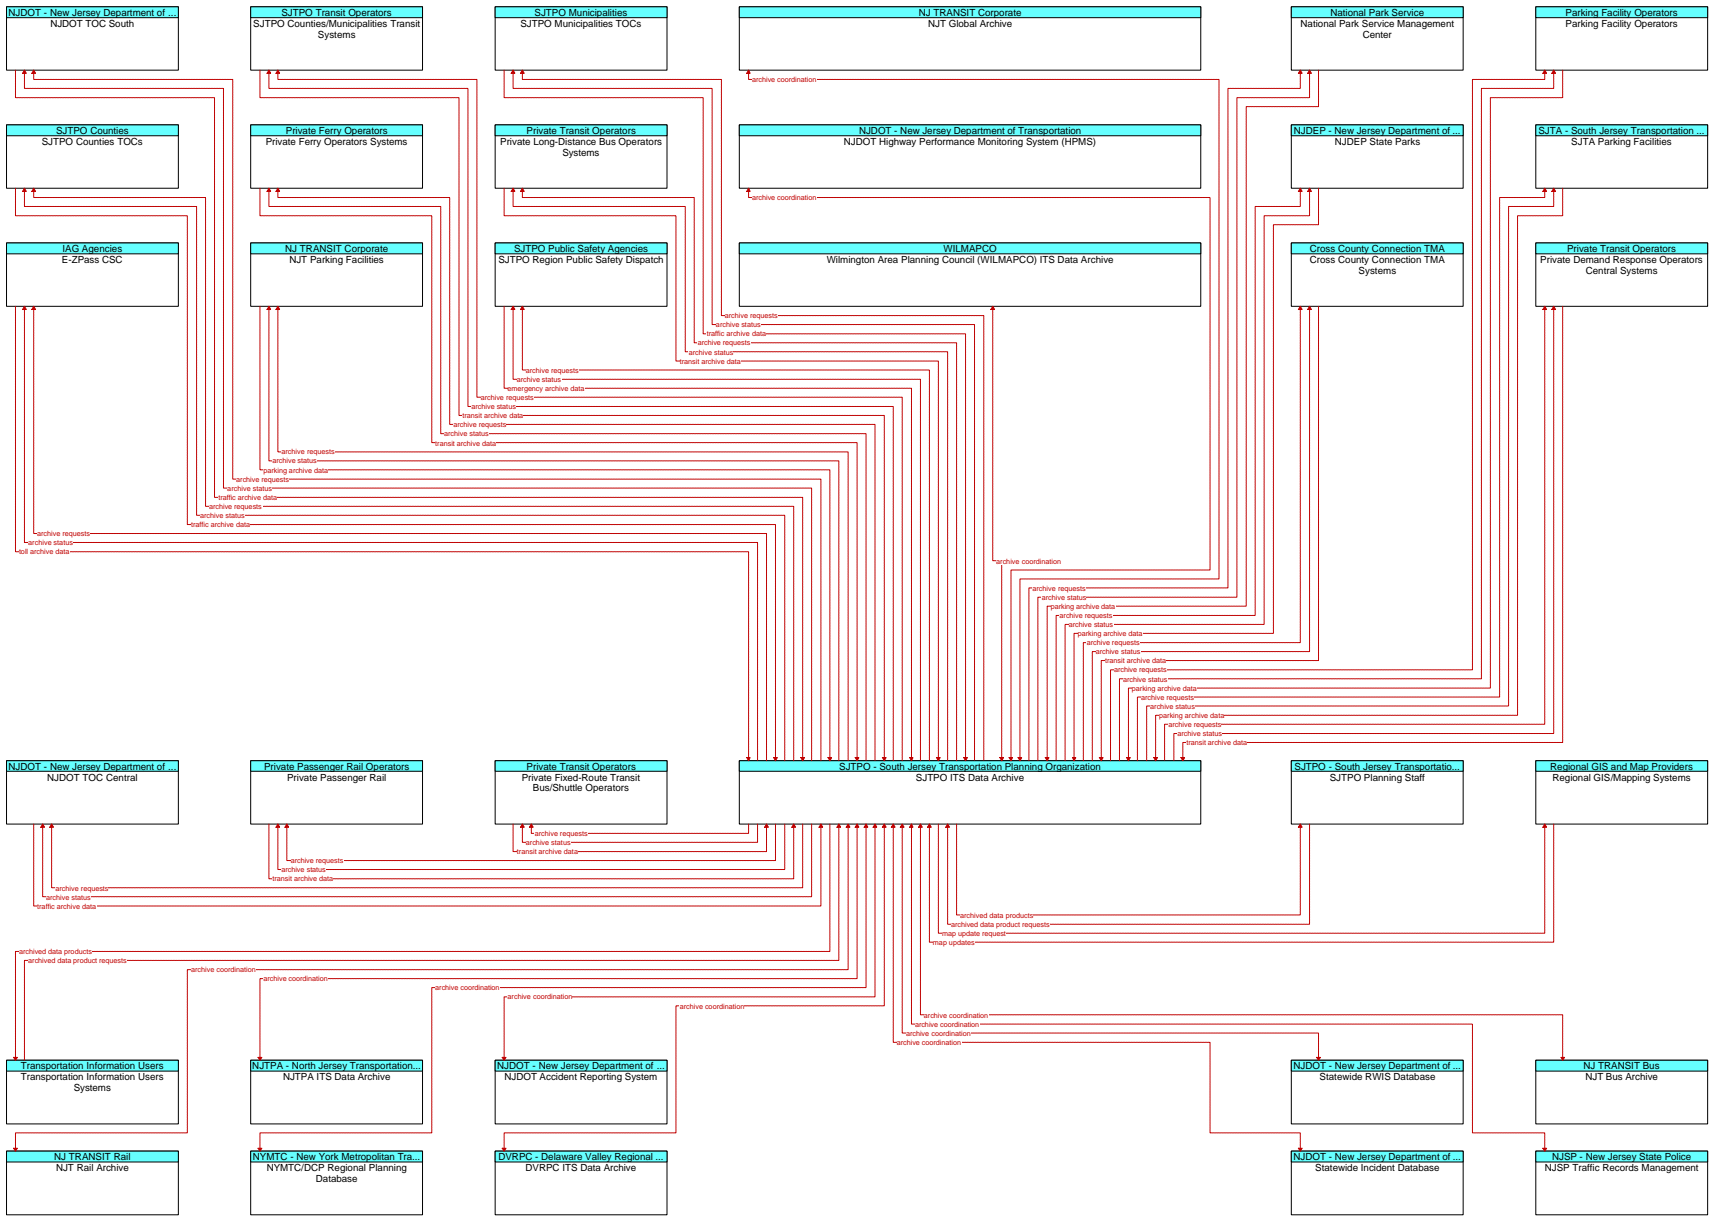 NJDOT - New Jersey Department of ...
NJDOT TOC South
SJTPO Transit Operators
SJTPO Counties/Municipalities Transit
Systems
SJTPO Municipalities
SJTPO Municipalities TOCs
NJ TRANSIT Corporate
NJT Global Archive
National Park Service
National Park Service Management
Center
Parking Facility Operators
Parking Facility Operators
archive coordination
SJTPO Counties
SJTPO Counties TOCs
Private Ferry Operators
Private Ferry Operators Systems
Private Transit Operators
Private Long-Distance Bus Operators
Systems
NJDOT - New Jersey Department of Transportation
NJDOT Highway Performance Monitoring System (HPMS)
NJDEP - New Jersey Department of ...
NJDEP State Parks
SJTA - South Jersey Transportation ...
SJTA Parking Facilities
archive coordination
IAG Agencies
E-ZPass CSC
NJ TRANSIT Corporate
NJT Parking Facilities
SJTPO Public Safety Agencies
SJTPO Region Public Safety Dispatch
WILMAPCO
Wilmington Area Planning Council (WILMAPCO) ITS Data Archive
Cross County Connection TMA
Cross County Connection TMA
Systems
Private Transit Operators
Private Demand Response Operators
Central Systems
archive requests
archive status
traffic archive data
archive requests
archive status
transit archive data
archive requests
archive status
emergency archive data
archive requests
archive status
transit archive data
archive requests
archive status
transit archive data
archive requests
archive status
parking archive data
archive requests
archive status
traffic archive data
archive requests
archive status
traffic archive data
archive requests
archive status
toll archive data
archive coordination
archive requests
archive status
parking archive data
archive requests
archive status
parking archive data
archive requests
archive status
transit archive data
archive requests
archive status
parking archive data
archive requests
archive status
parking archive data
archive requests
archive status
transit archive data
NJDOT - New Jersey Department of ...
NJDOT TOC Central
Private Passenger Rail Operators
Private Passenger Rail
Private Transit Operators
Private Fixed-Route Transit
Bus/Shuttle Operators
SJTPO - South Jersey Transportation Planning Organization
SJTPO ITS Data Archive
SJTPO - South Jersey Transportatio...
SJTPO Planning Staff
Regional GIS and Map Providers
Regional GIS/Mapping Systems
archive requests
archive status
transit archive data
archive requests
archive status
transit archive data
archive requests
archive status
traffic archive data
archived data products
archived data product requests
map update request
map updates
archived data products
archived data product requests
archive coordination
archive coordination
archive coordination
archive coordination
archive coordination
archive coordination
archive coordination
archive coordination
archive coordination
Transportation Information Users
Transportation Information Users
Systems
NJTPA - North Jersey Transportation...
NJTPA ITS Data Archive
NJDOT - New Jersey Department of ...
NJDOT Accident Reporting System
NJDOT - New Jersey Department of ...
Statewide RWIS Database
NJ TRANSIT Bus
NJT Bus Archive
NJ TRANSIT Rail
NJT Rail Archive
NYMTC - New York Metropolitan Tra...
NYMTC/DCP Regional Planning
Database
DVRPC - Delaware Valley Regional ...
DVRPC ITS Data Archive
NJDOT - New Jersey Department of ...
Statewide Incident Database
NJSP - New Jersey State Police
NJSP Traffic Records Management